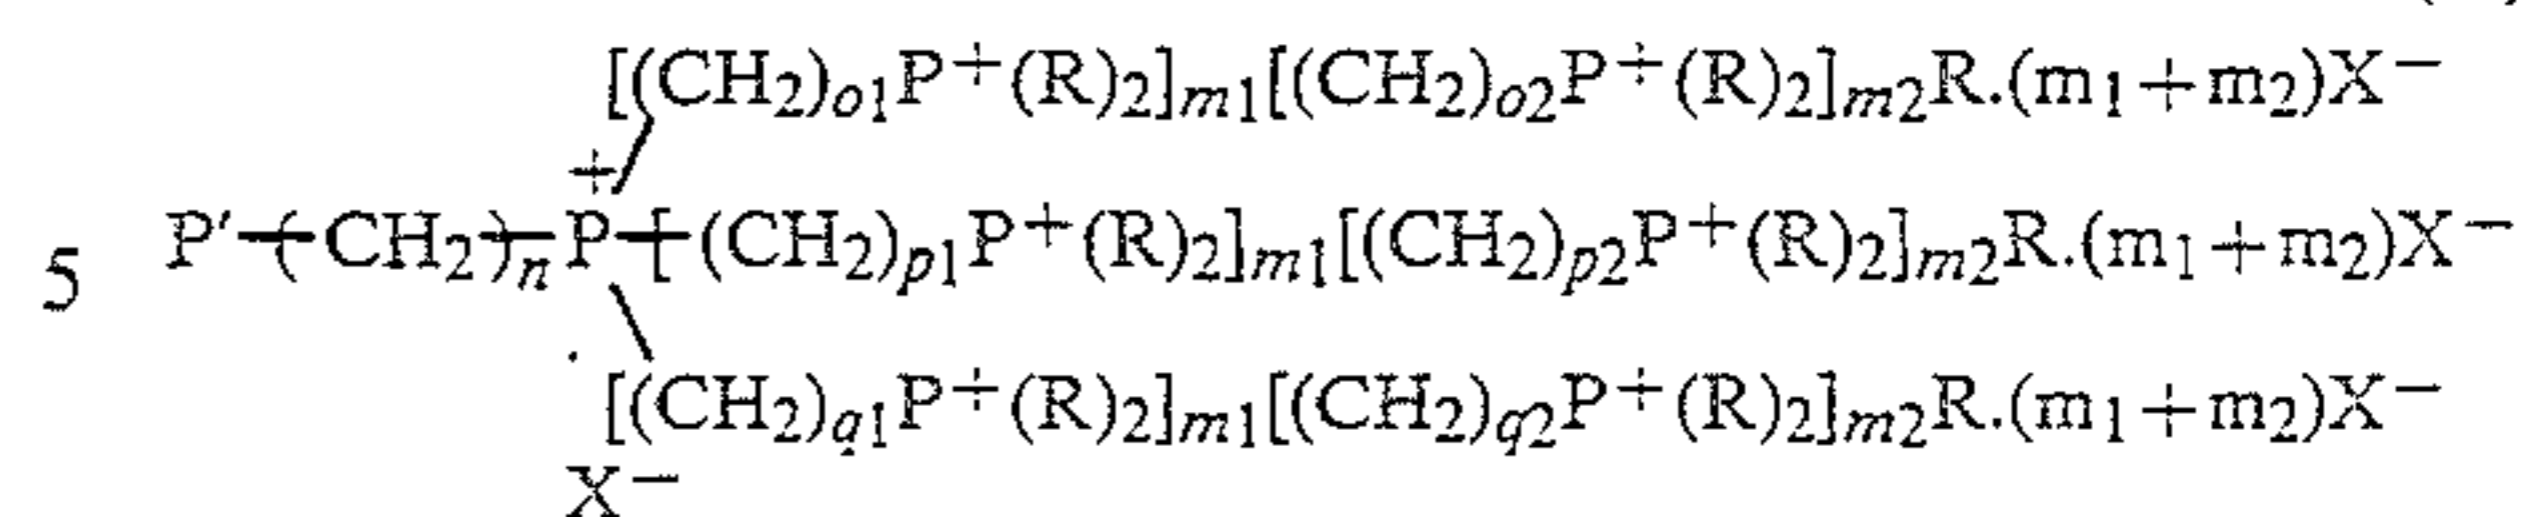 [(CH2)o1P+(R)2]m1[(CH2)o2P+(R)2]m2R.(m1+m2)X−
+
5 P′-(CH2)n-P-[(CH2)p1P+(R)2]m1[(CH2)p2P+(R)2]m2R.(m1+m2)X−
[(CH2)q1P+(R)2]m1[(CH2)q2P+(R)2]m2R.(m1+m2)X−
X−